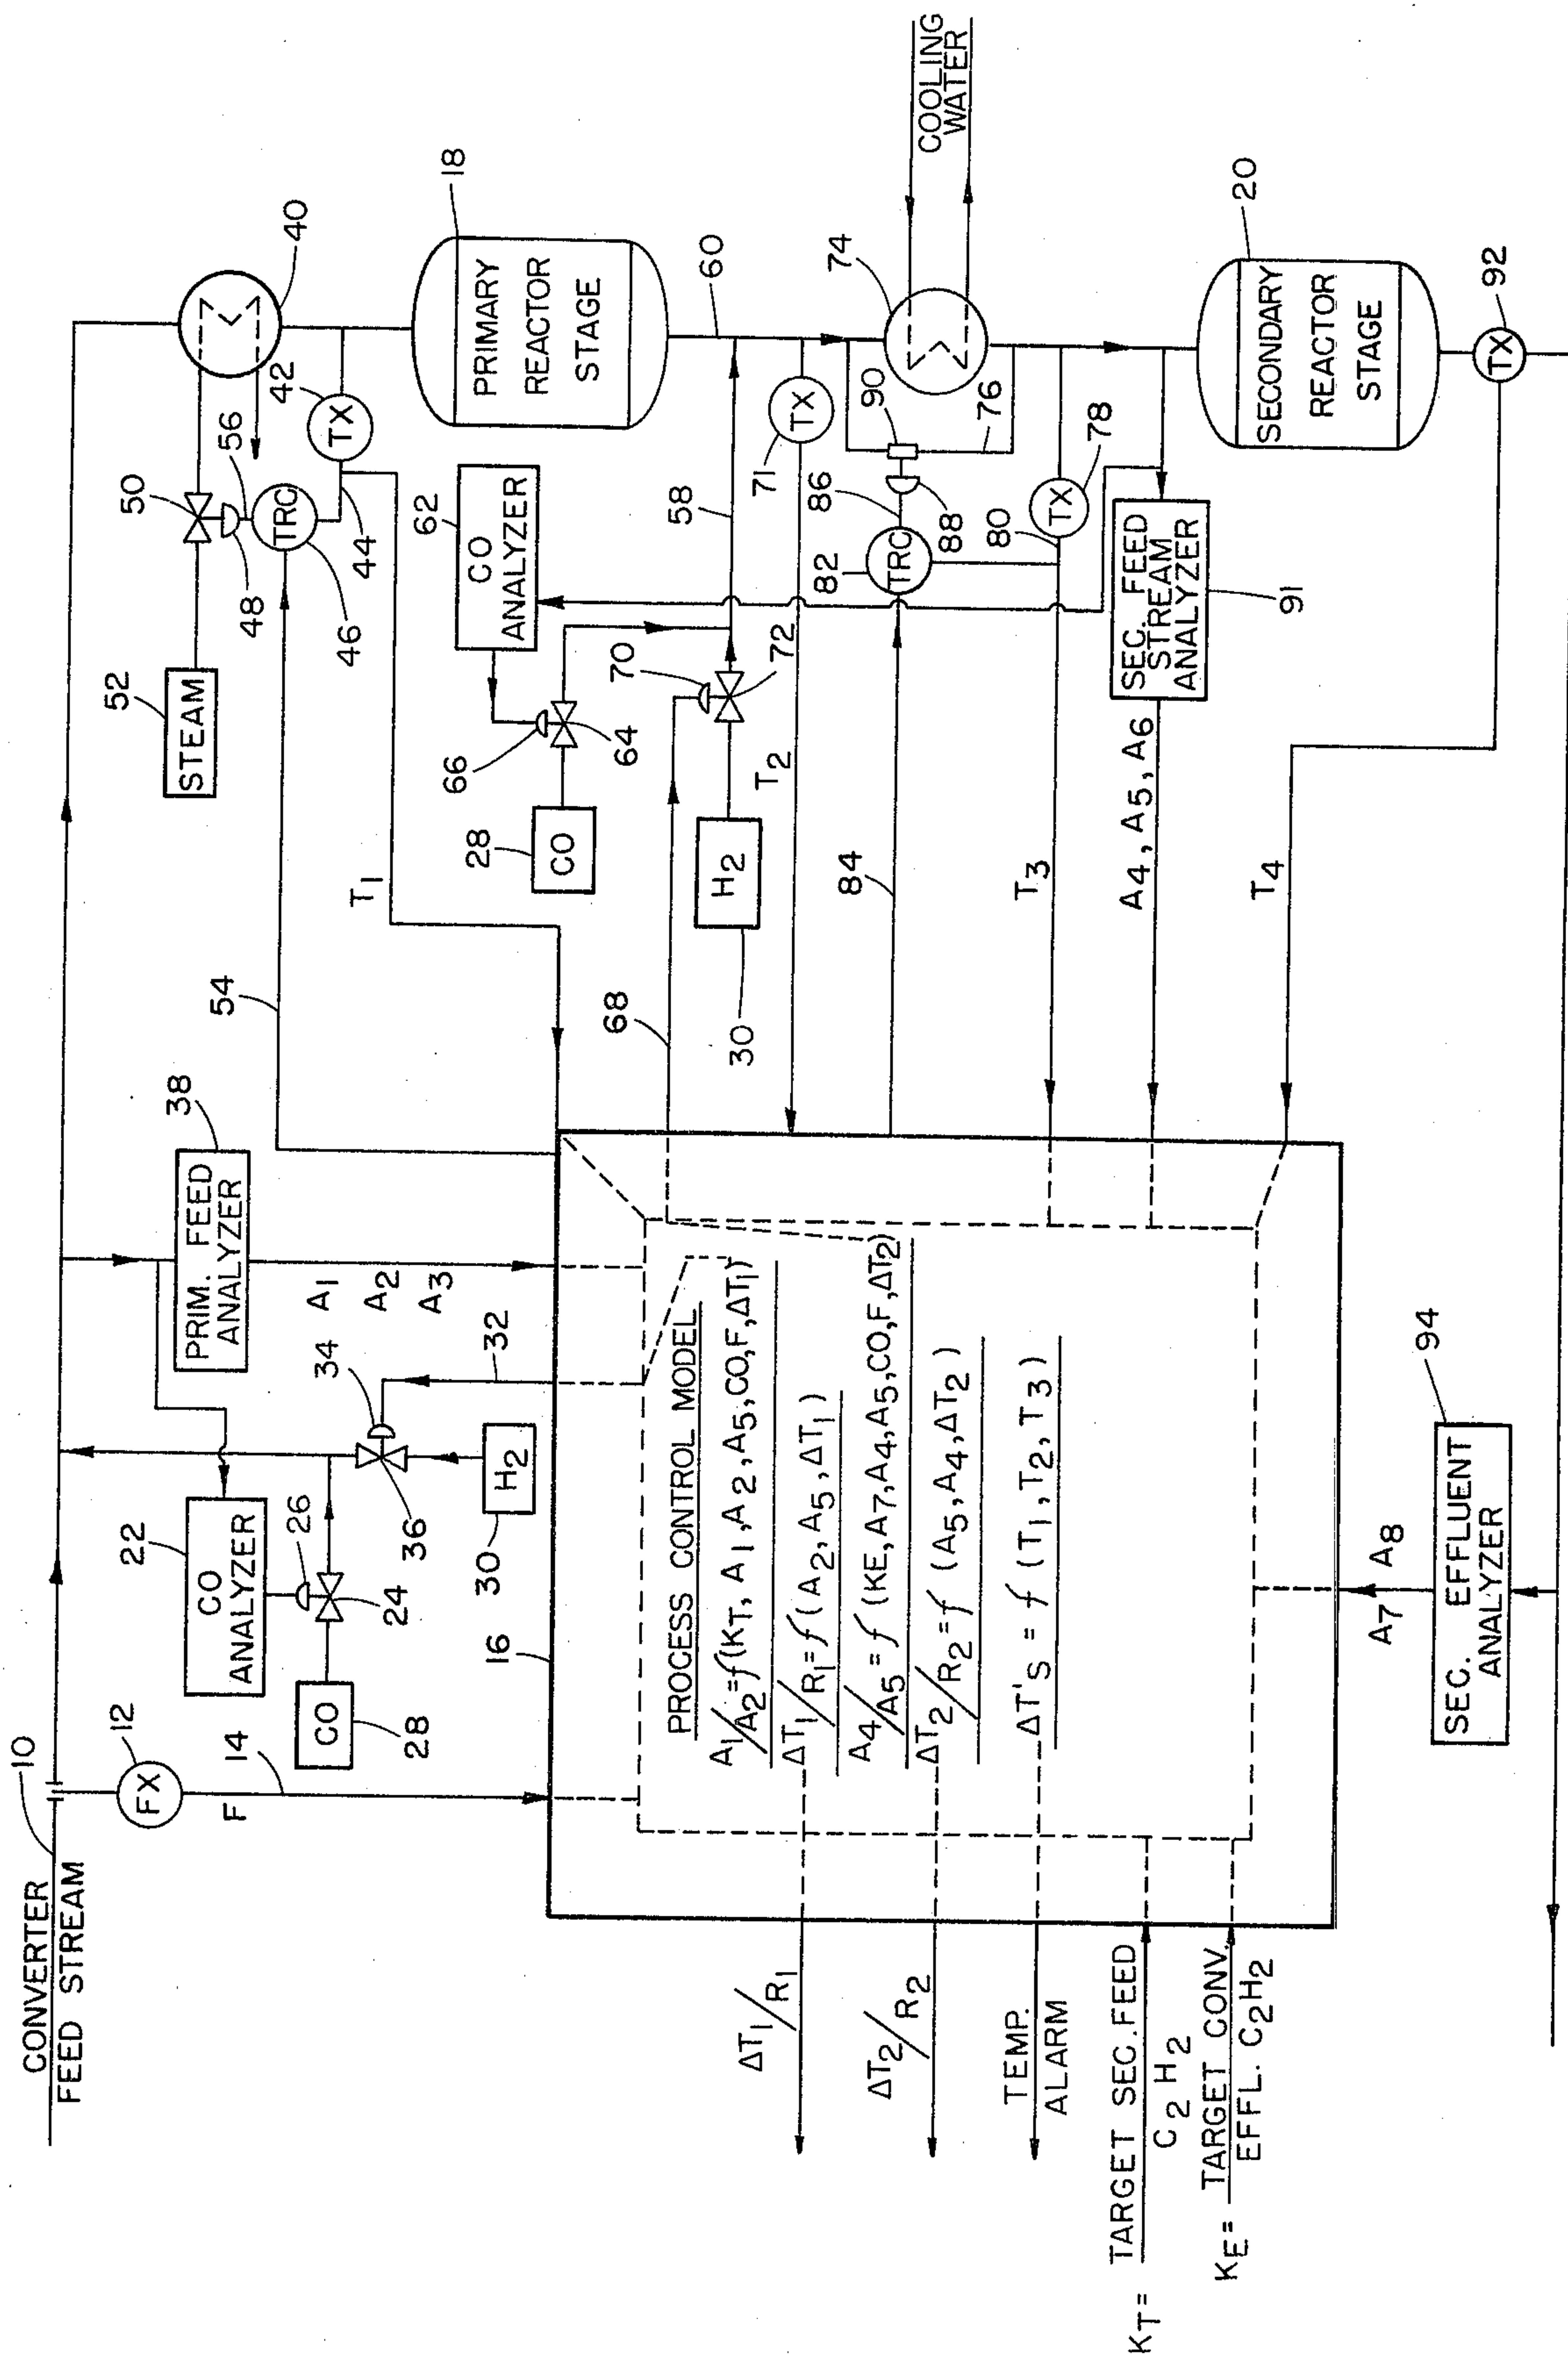 CONVERTER
FEED STREAM
10
FX
12
14
F
CO
28
CO
ANALYZER
22
24
26
H2
30
36
34
32
PRIM. FEED
ANALYZER
38
A1
A2
A3
54
STEAM
52
50
48
56
TRC
46
44
TX
42
40
T1
PRIMARY
REACTOR
STAGE
18
CO
ANALYZER
62
CO
28
66
64
58
60
68
H2
30
70
72
T2
TX
71
74
COOLING
WATER
90
76
84
TRC
82
86
88
T3
80
TX
78
A4, A5, A6
SEC. FEED
STREAM
ANALYZER
91
SECONDARY
REACTOR
STAGE
20
T4
TX
92
16
PROCESS CONTROL MODEL
A1/A2=f(KT, A1, A2, A5, CO, F, ΔT1)
ΔT1/R1=f(A2, A5, ΔT1)
A4/A5=f(KE, A7, A4, A5, CO, F, ΔT2)
ΔT2/R2=f(A5, A4, ΔT2)
ΔT'S=f(T1, T2, T3)
ΔT1/R1
ΔT2/R2
TEMP.
ALARM
KT= TARGET SEC. FEED
C2H2
KE= TARGET CONV.
EFFL. C2H2
A7 A8
SEC. EFFLUENT
ANALYZER
94